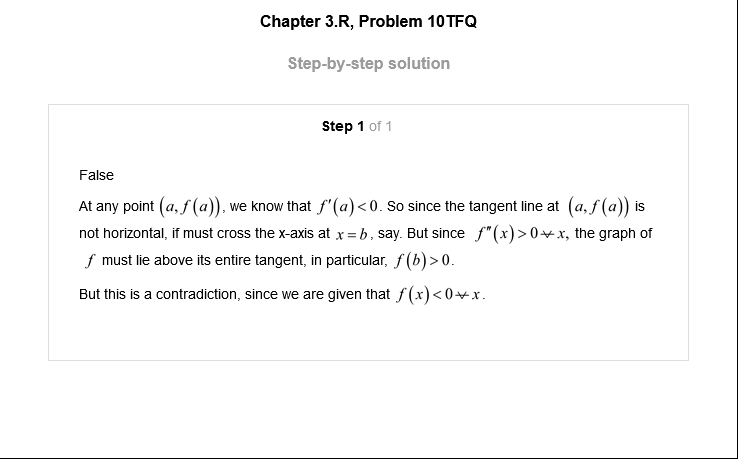 Chapter 3.R, Problem 10TFQ
Step-by-step solution
Step 1 of 1
False
At any point (a, f(a)), we know that f′(a)<0. So since the tangent line at (a, f(a)) is
not horizontal, if must cross the x-axis at x=b, say. But since f″(x)>0∀x, the graph of
f must lie above its entire tangent, in particular, f(b)>0.
But this is a contradiction, since we are given that f(x)<0∀x.